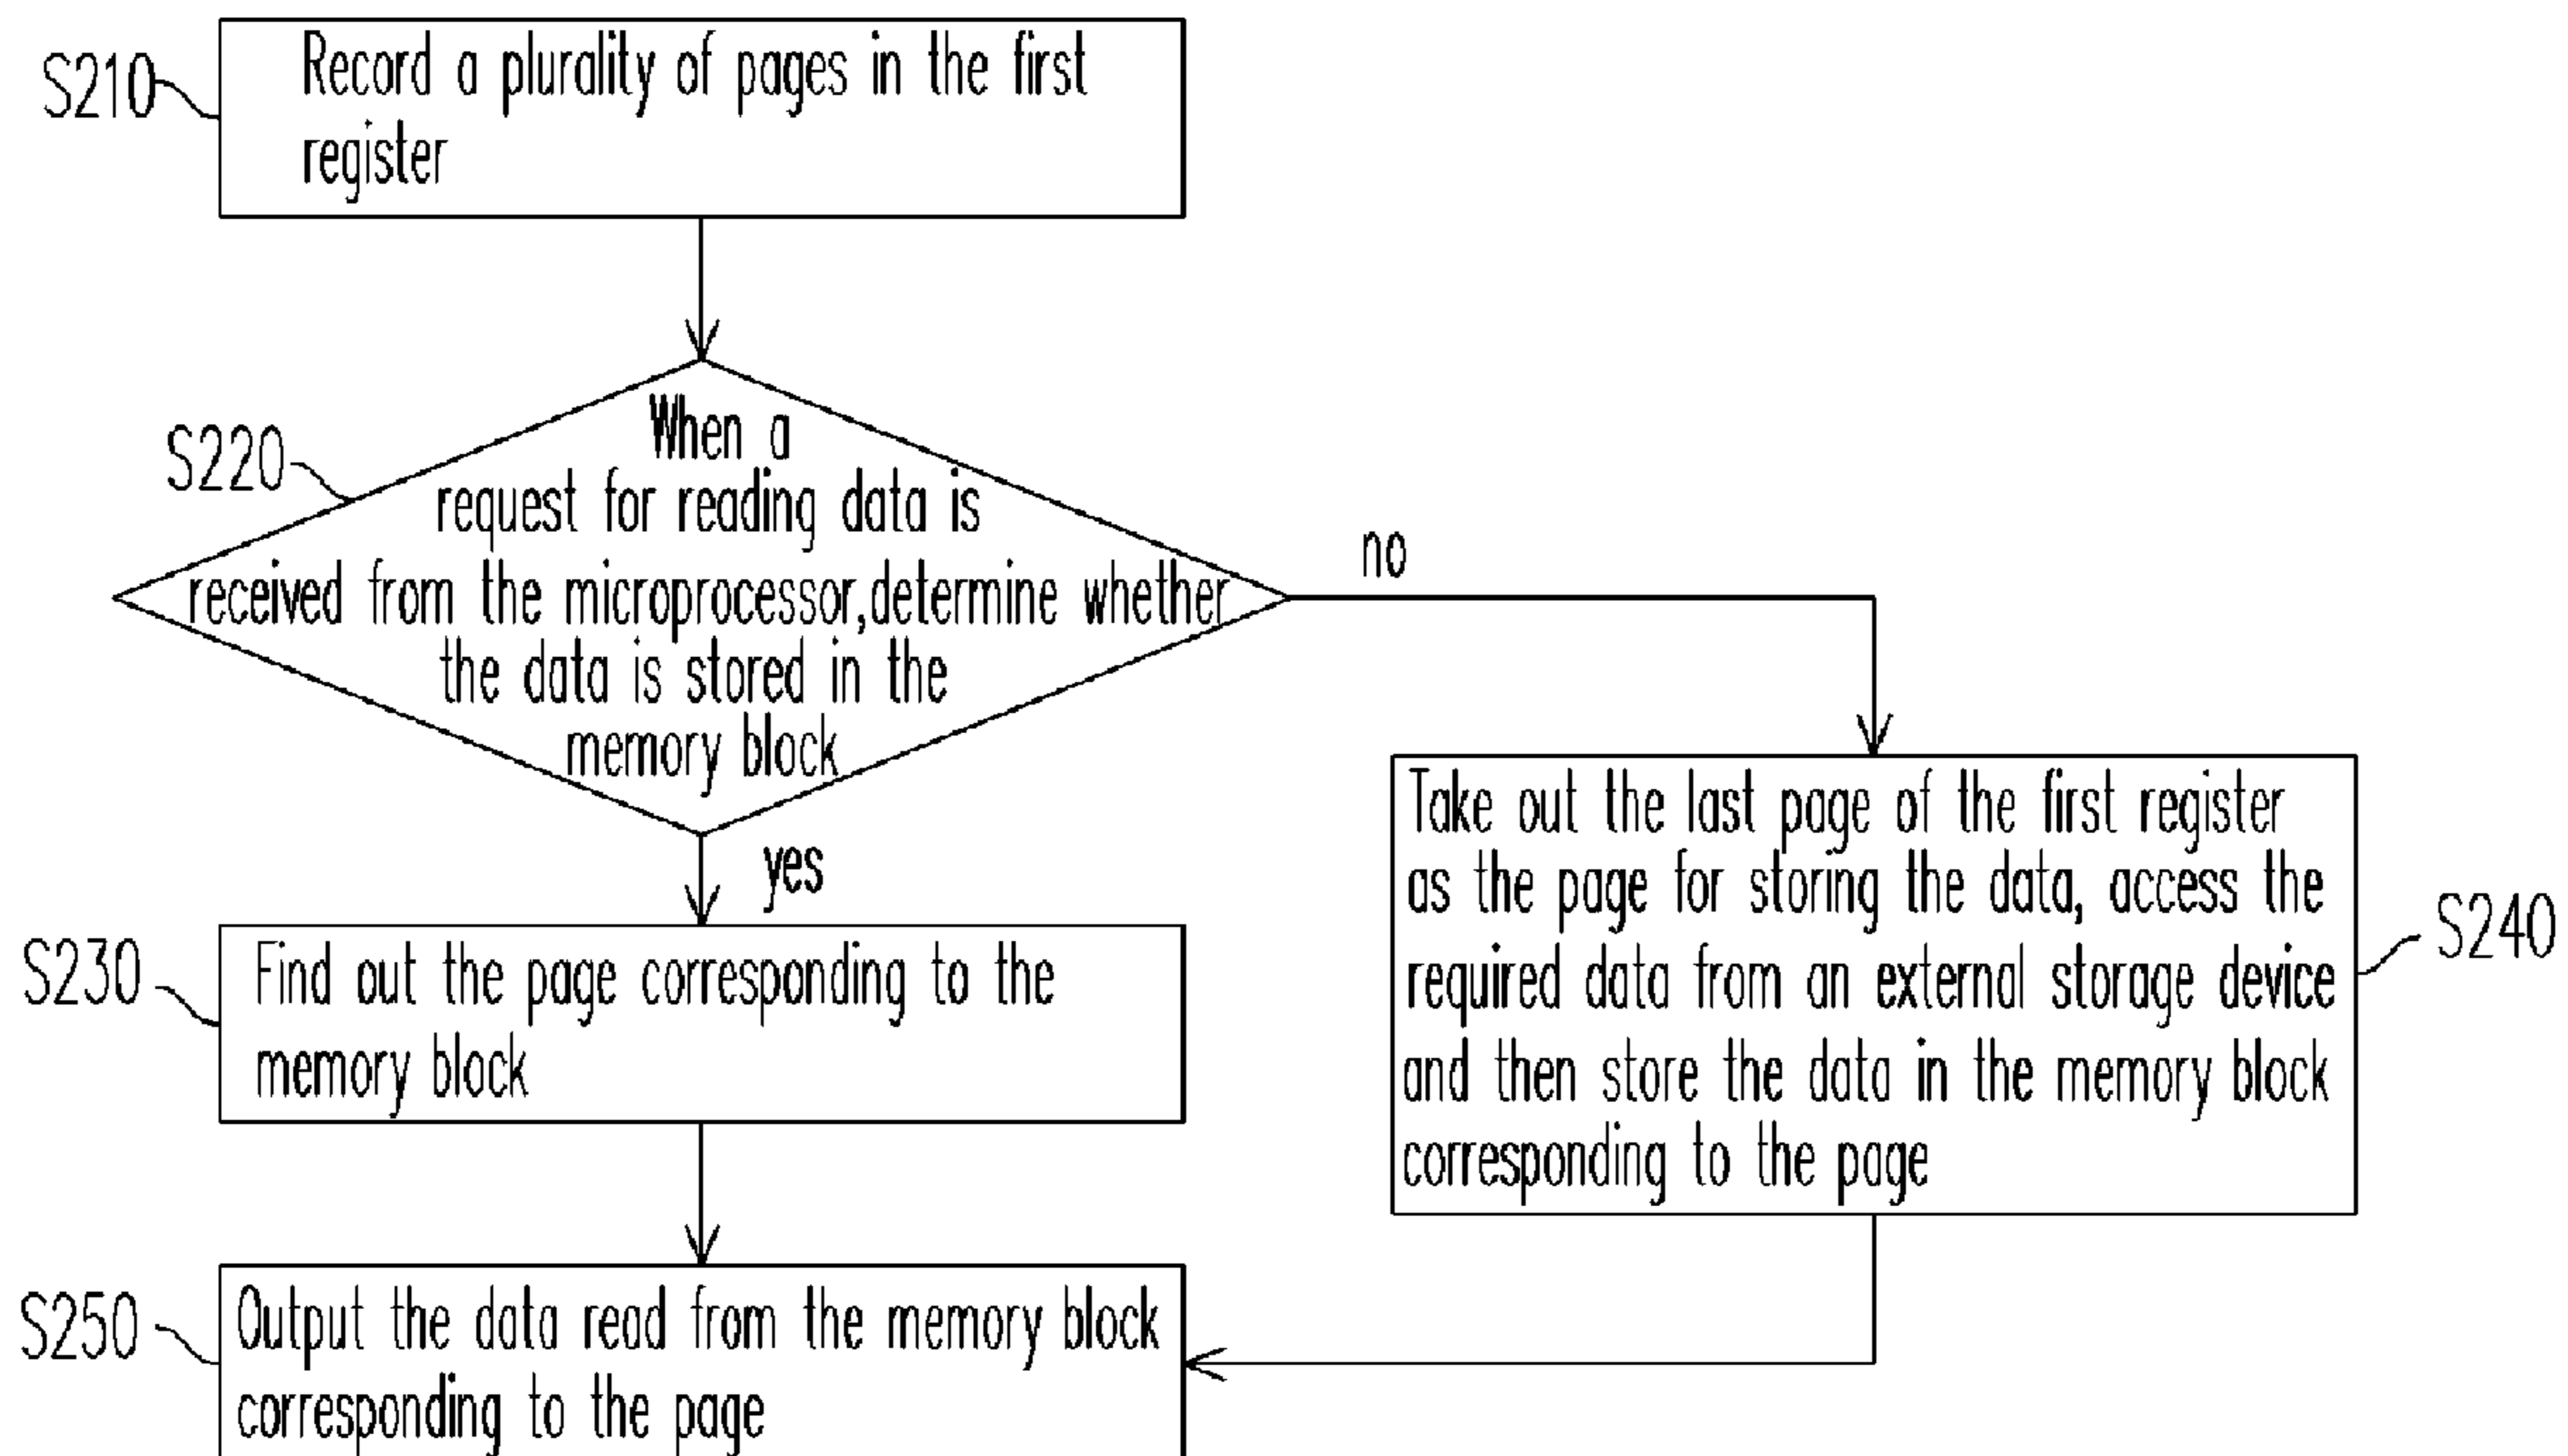 S210
Record a plurality of pages in the first
register
S220
When a
request for reading data is
received from the microprocessor,determine whether
the data is stored in the
memory block
no
yes
S230
Find out the page corresponding to the
memory block
Take out the last page of the first register
as the page for storing the data, access the
required data from an external storage device
and then store the data in the memory block
corresponding to the page
S240
S250
Output the data read from the memory block
corresponding to the page